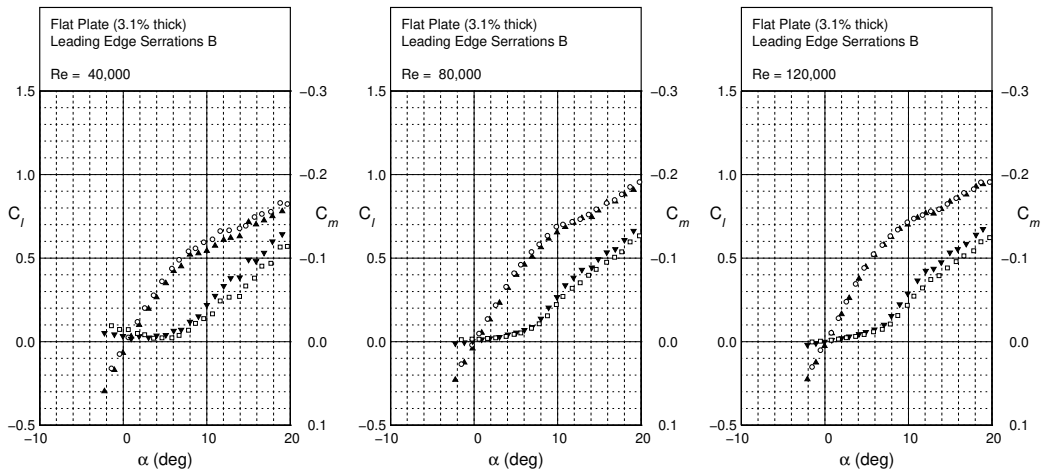 Flat Plate (3.1% thick)
Leading Edge Serrations B
Re = 40,000
1.5
1.0
C_l
0.5
0.0
−0.5
−10
0
10
20
α (deg)
−0.3
−0.2
C_m
−0.1
0.0
0.1
Flat Plate (3.1% thick)
Leading Edge Serrations B
Re = 80,000
1.5
1.0
C_l
0.5
0.0
−0.5
−10
0
10
20
α (deg)
−0.3
−0.2
C_m
−0.1
0.0
0.1
Flat Plate (3.1% thick)
Leading Edge Serrations B
Re = 120,000
1.5
1.0
C_l
0.5
0.0
−0.5
−10
0
10
20
α (deg)
−0.3
−0.2
C_m
−0.1
0.0
0.1